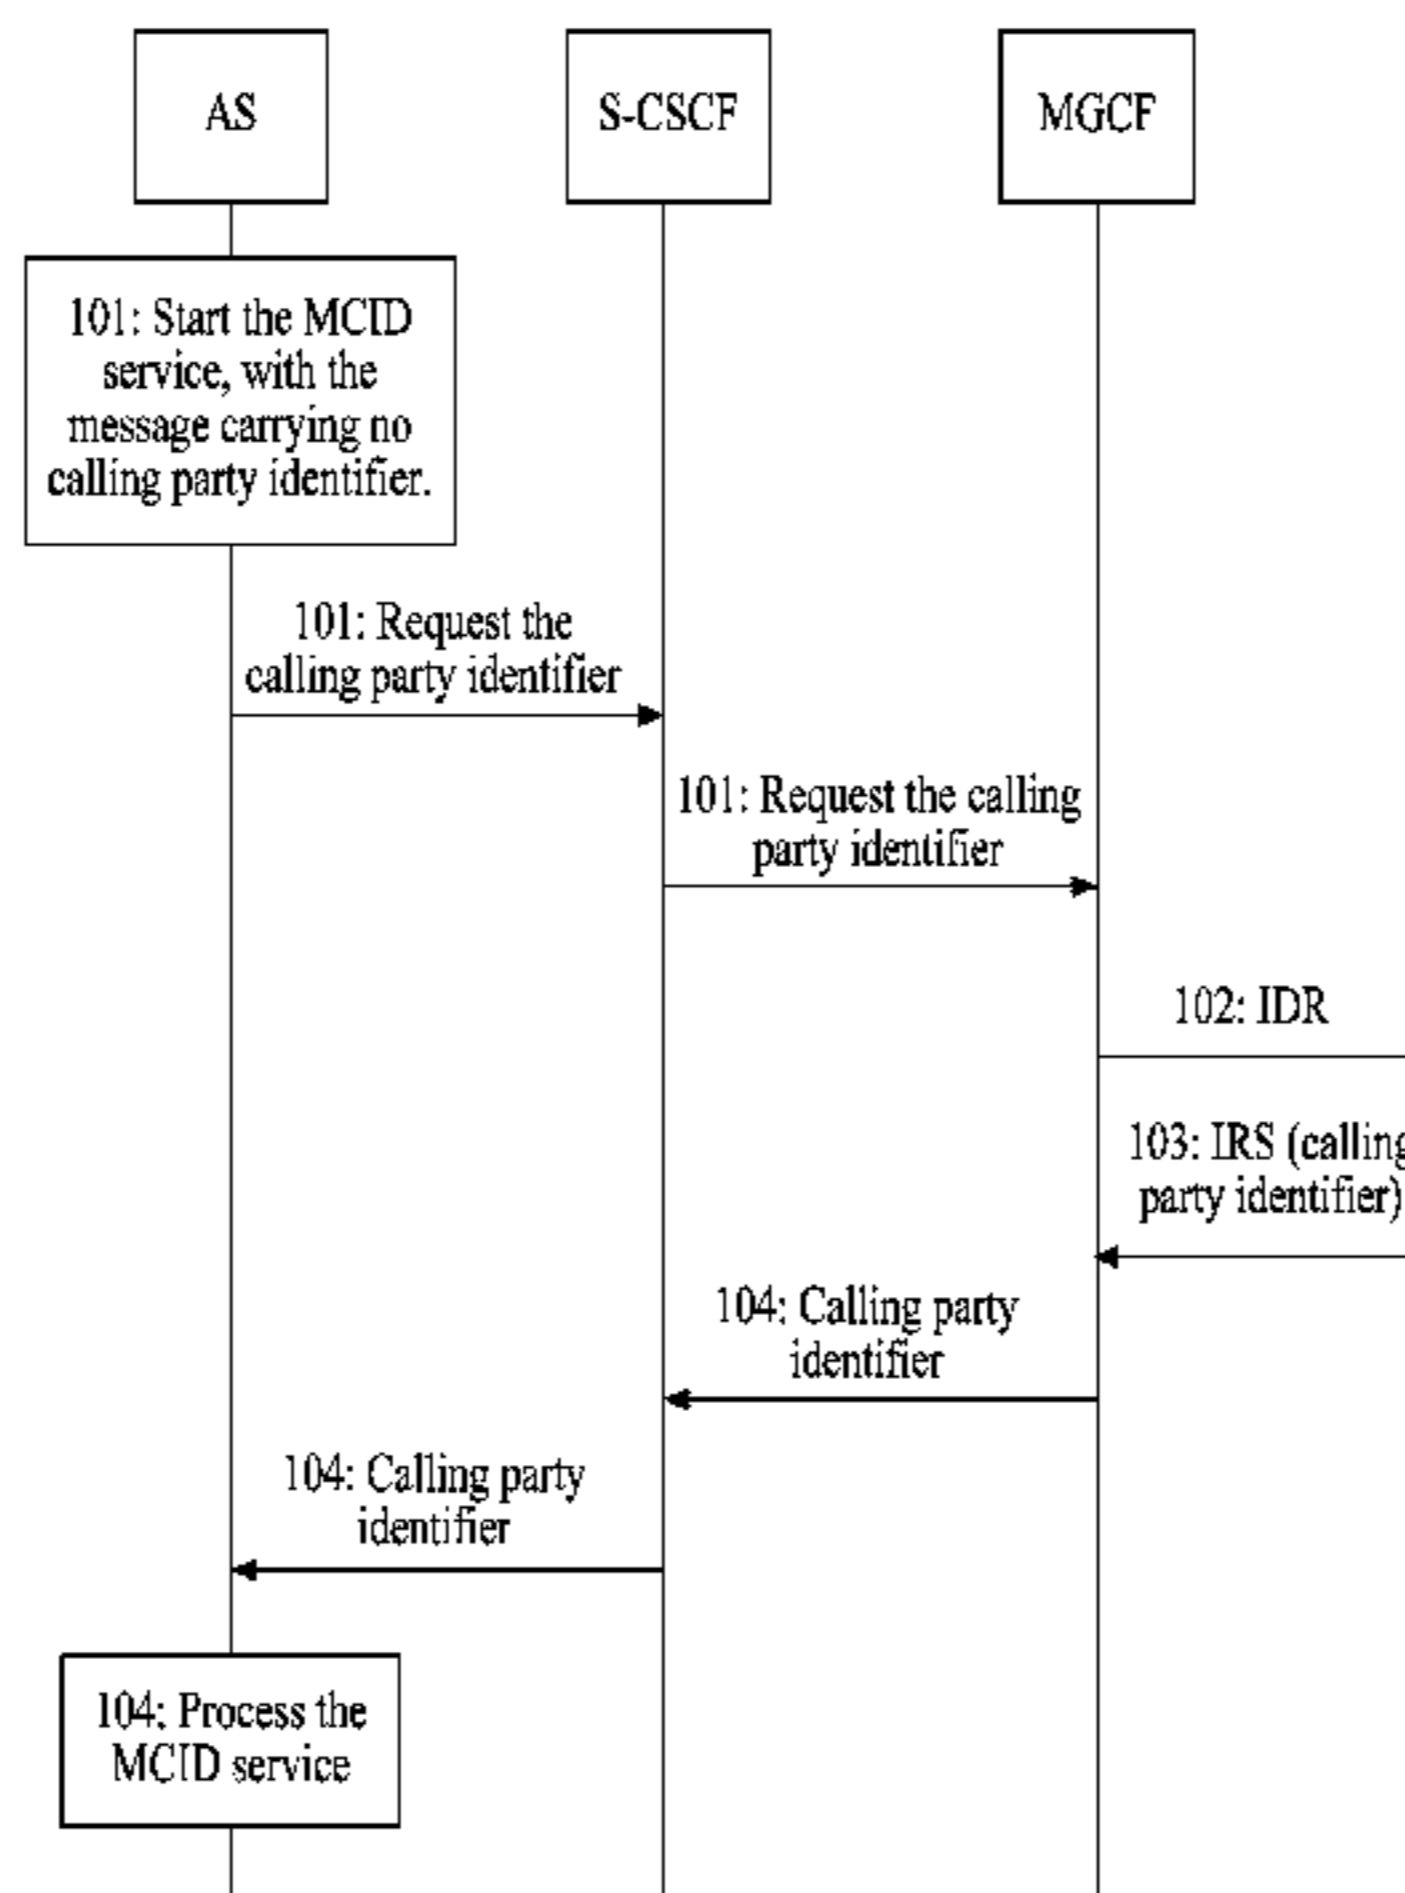 AS
S-CSCF
MGCF
101: Start the MCID
service, with the
message carrying no
calling party identifier.
101: Request the
calling party identifier
101: Request the calling
party identifier
102: IDR
103: IRS (calling
party identifier)
104: Calling party
identifier
104: Calling party
identifier
104: Process the
MCID service